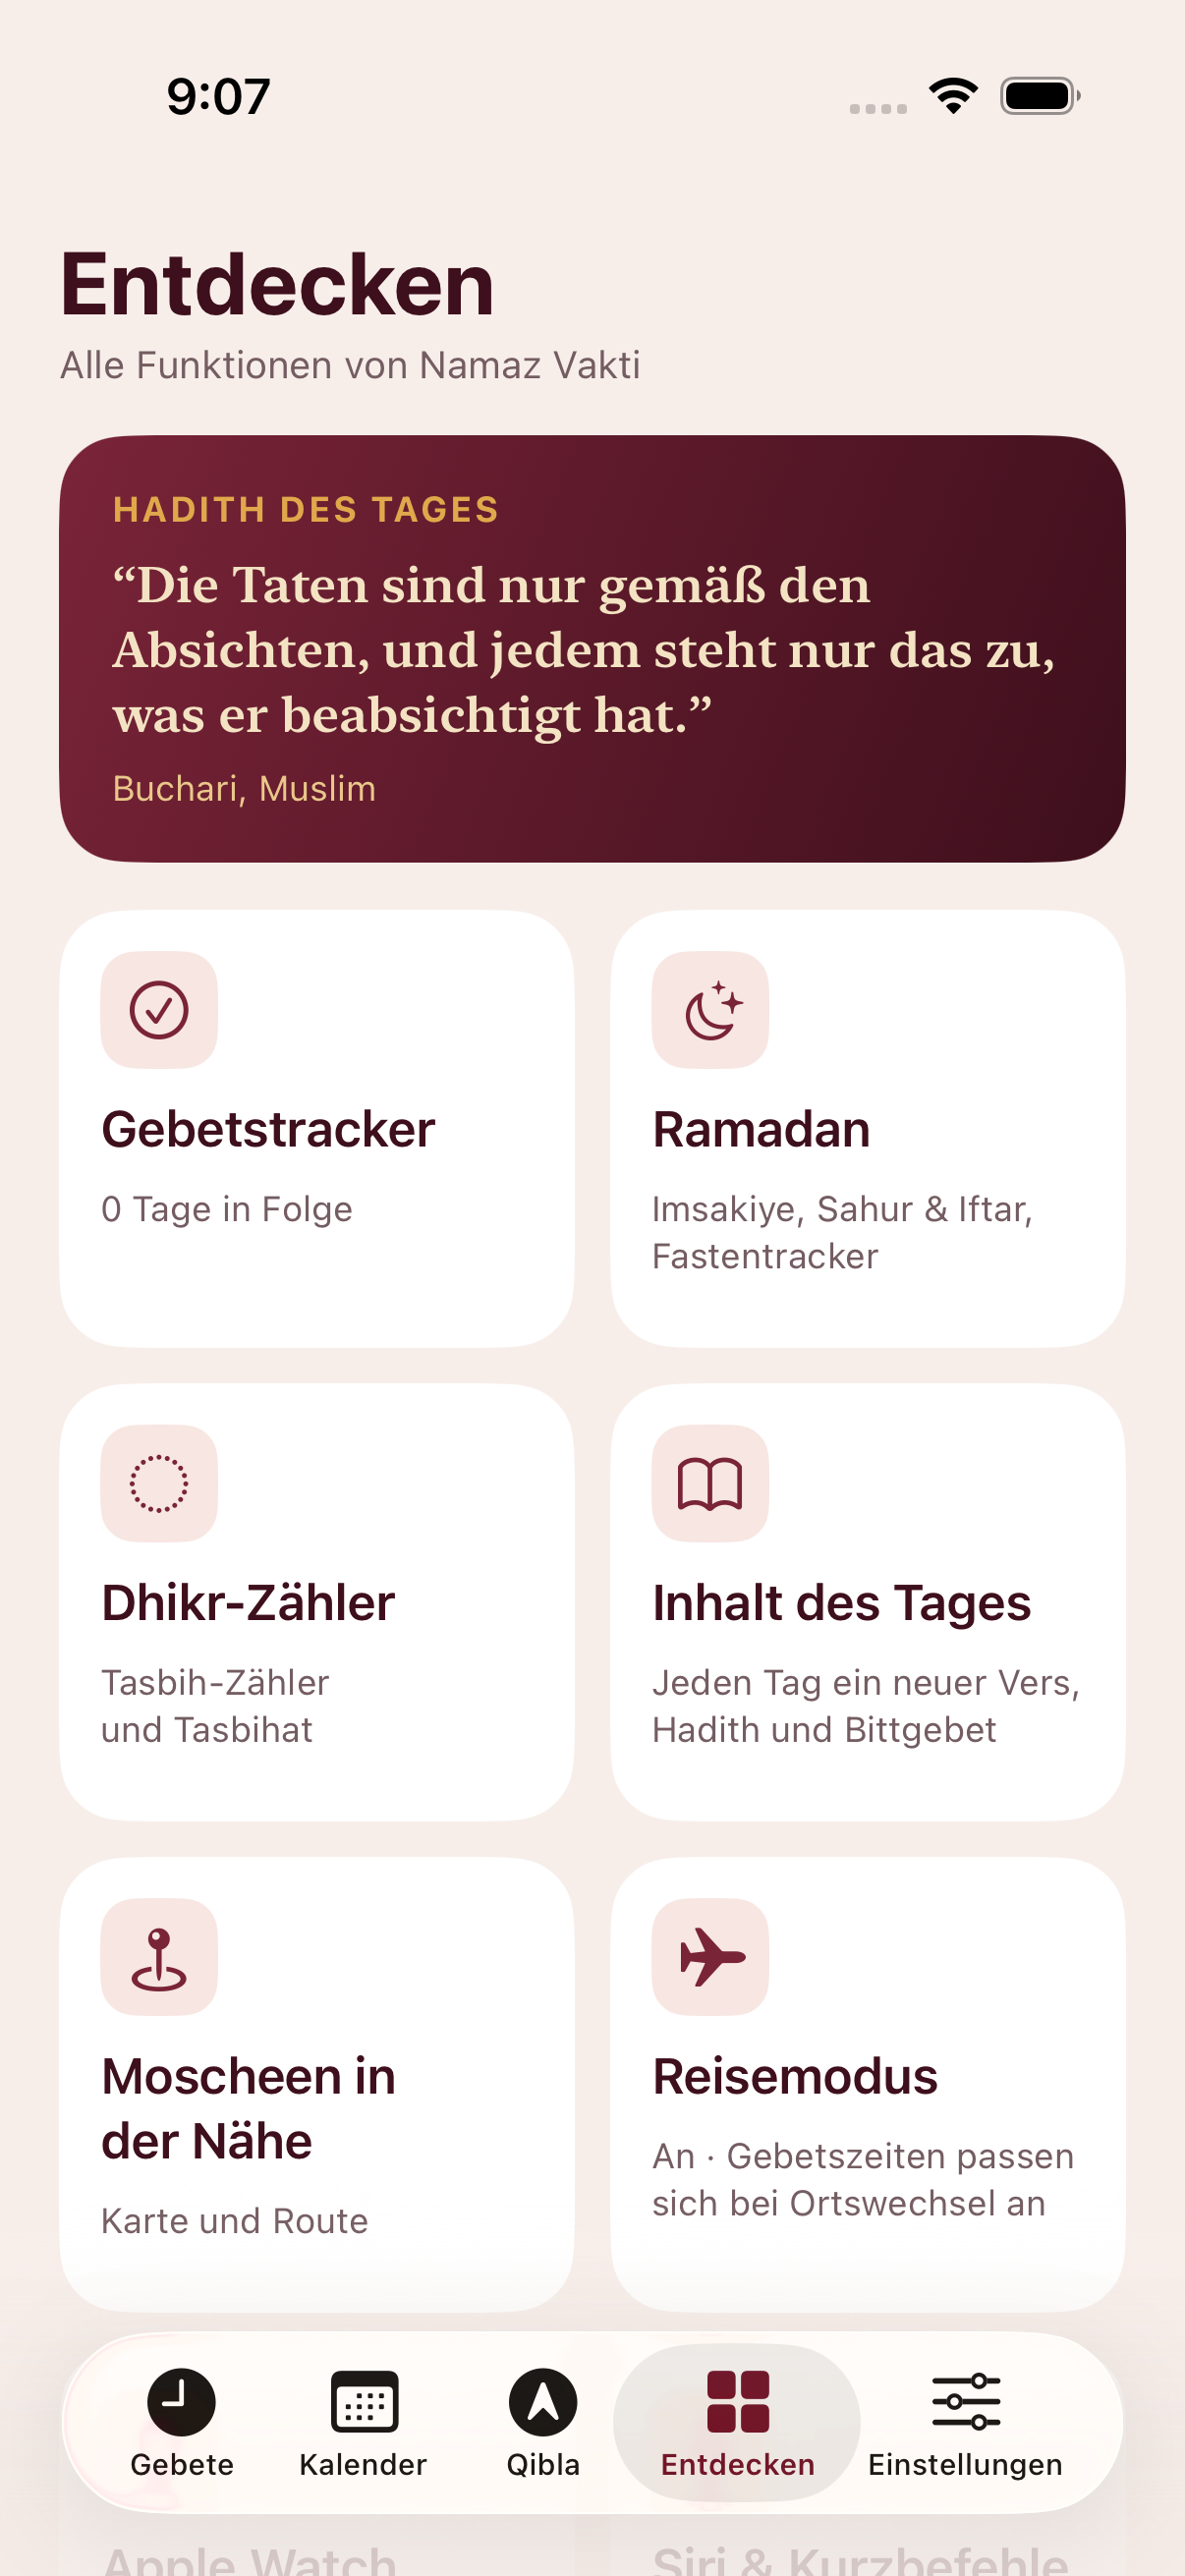 9:07
Entdecken
Alle Funktionen von Namaz Vakti
HADITH DES TAGES
“Die Taten sind nur gemäß den
Absichten, und jedem steht nur das zu,
was er beabsichtigt hat.”
Buchari, Muslim
Gebetstracker
0 Tage in Folge
Ramadan
Imsakiye, Sahur & Iftar,
Fastentracker
Dhikr-Zähler
Tasbih-Zähler
und Tasbihat
Inhalt des Tages
Jeden Tag ein neuer Vers,
Hadith und Bittgebet
Moscheen in
der Nähe
Karte und Route
Reisemodus
An · Gebetszeiten passen
sich bei Ortswechsel an
Gebete
Kalender
Qibla
Entdecken
Einstellungen
Apple Watch
Siri & Kurzbefehle